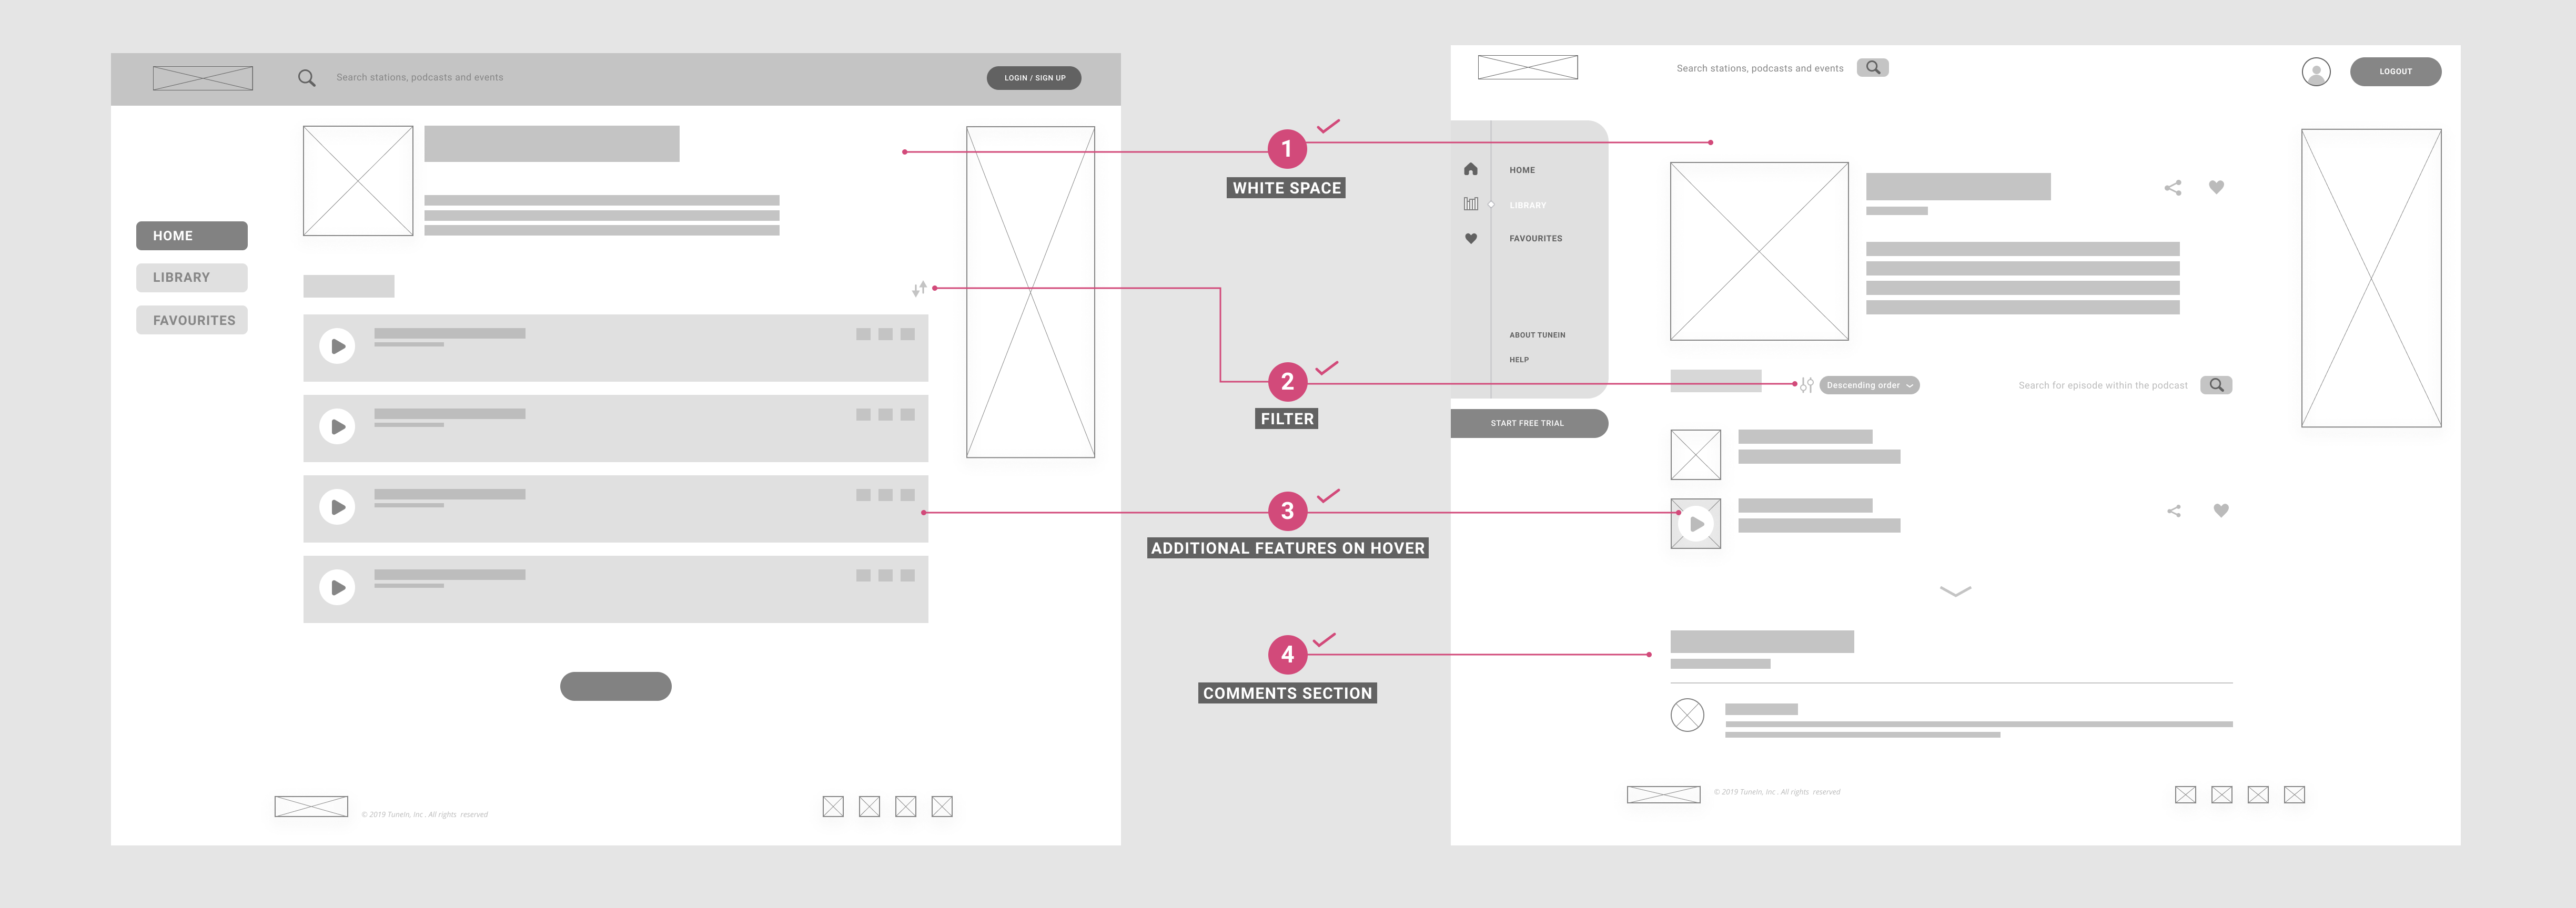 Search stations, podcasts and events
LOGIN / SIGN UP
HOME
LIBRARY
FAVOURITES
© 2019 TuneIn, Inc . All rights reserved
1
WHITE SPACE
2
FILTER
3
ADDITIONAL FEATURES ON HOVER
4
COMMENTS SECTION
Search stations, podcasts and events
LOGOUT
HOME
LIBRARY
FAVOURITES
ABOUT TUNEIN
HELP
START FREE TRIAL
Descending order
Search for episode within the podcast
© 2019 TuneIn, Inc . All rights reserved